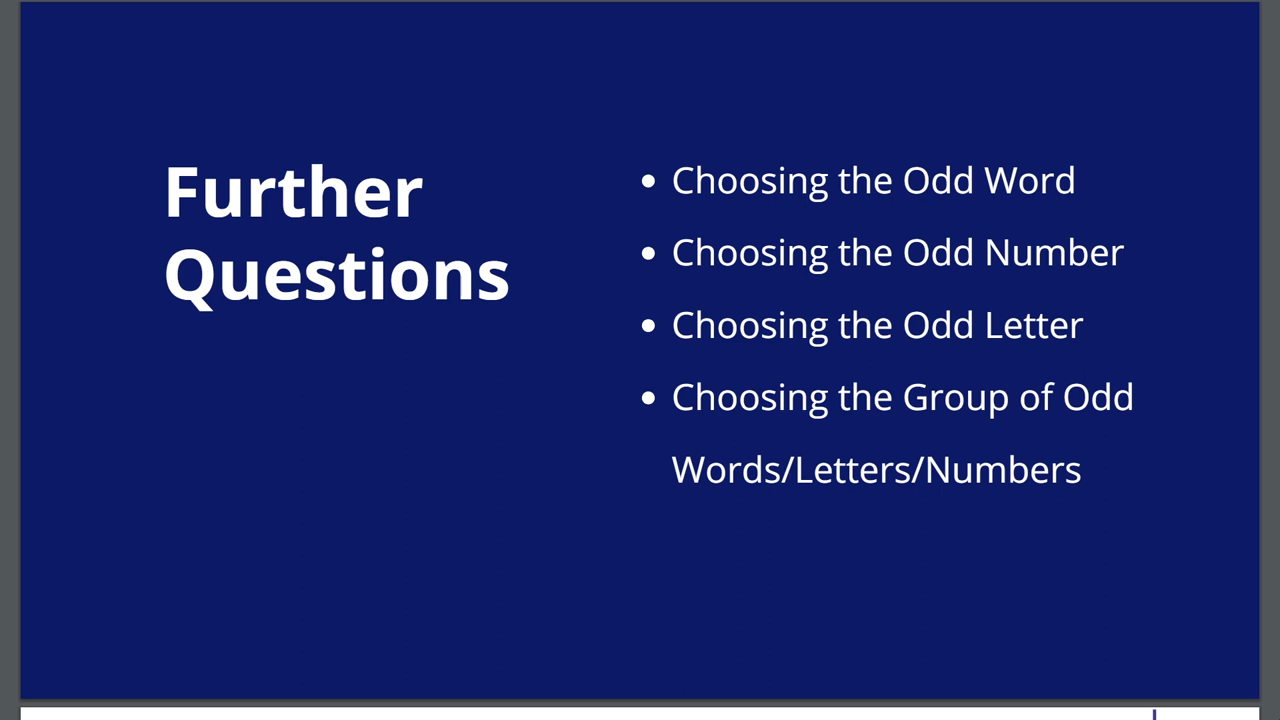 Further
Questions
• Choosing the Odd Word
• Choosing the Odd Number
• Choosing the Odd Letter
• Choosing the Group of Odd
Words/Letters/Numbers